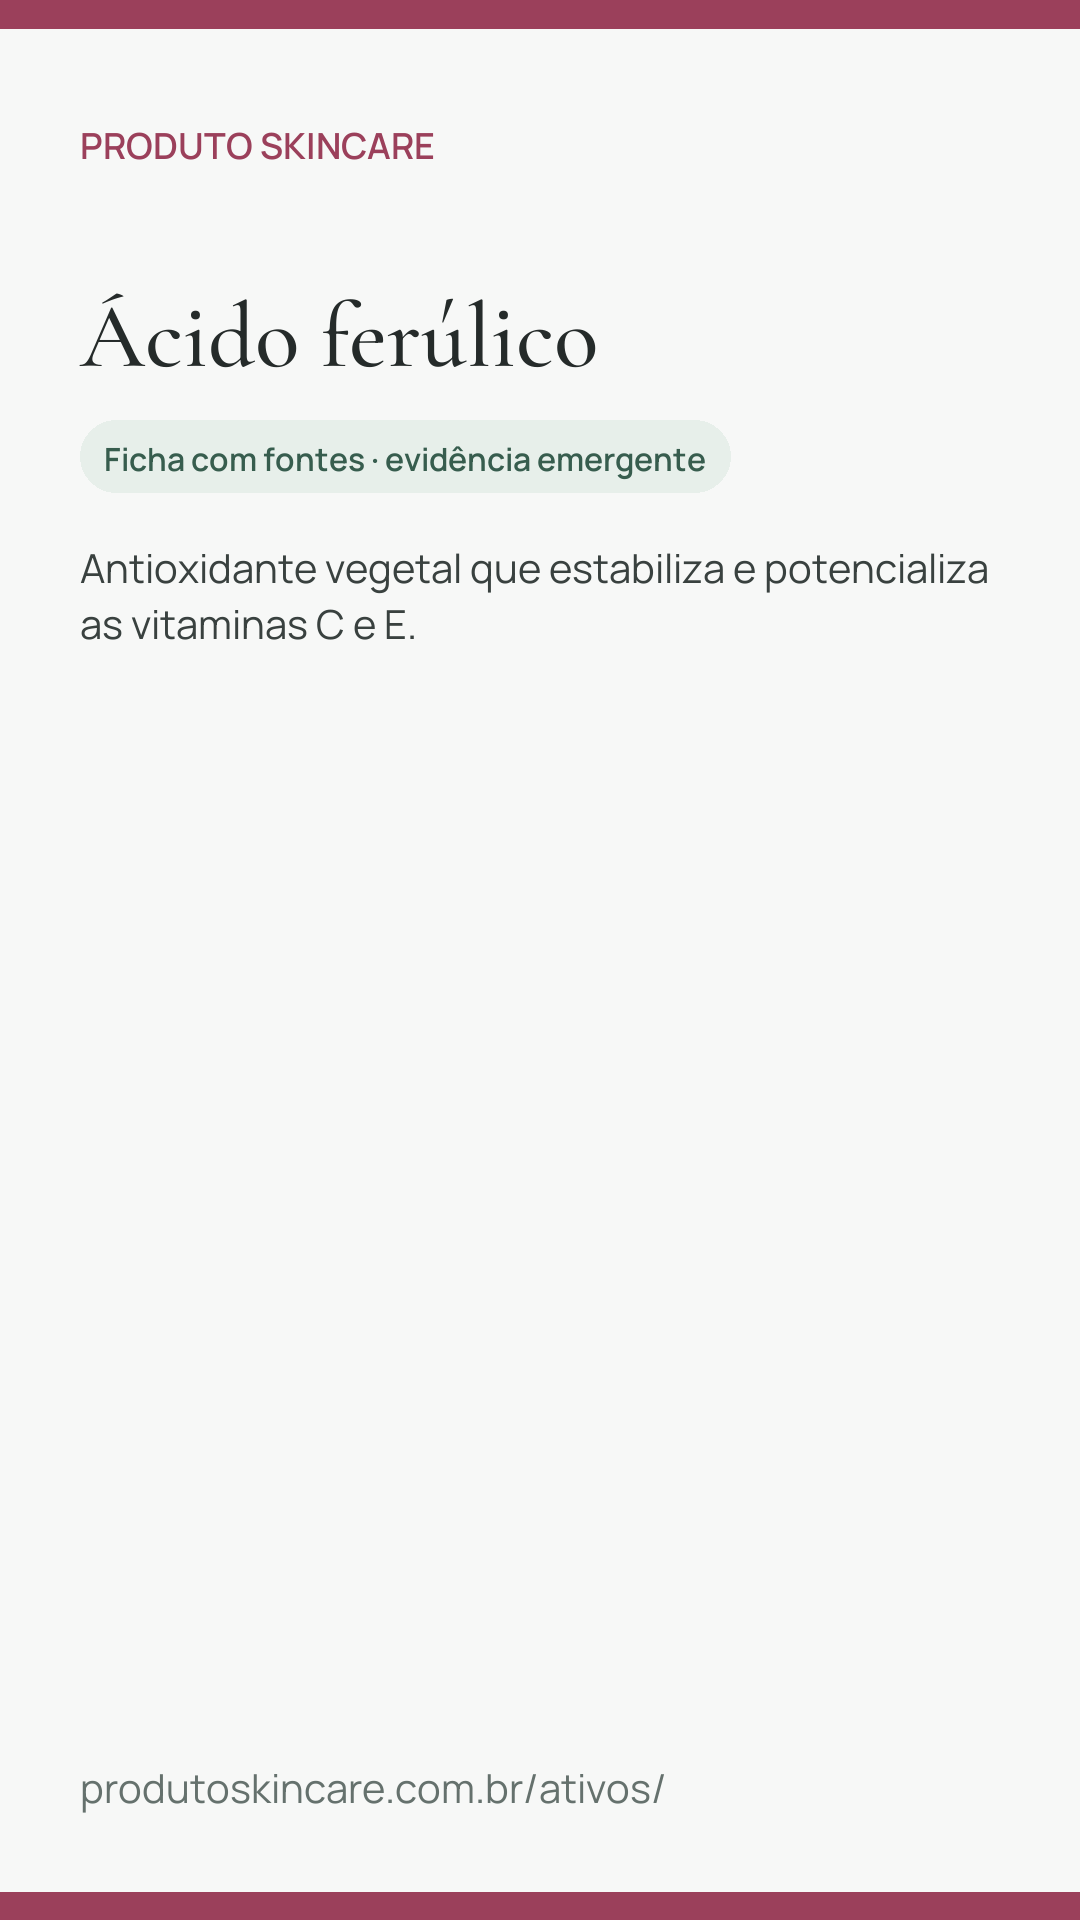 PRODUTO SKINCARE
Ácido ferúlico
Ficha com fontes · evidência emergente
Antioxidante vegetal que estabiliza e potencializa
as vitaminas C e E.
produtoskincare.com.br/ativos/